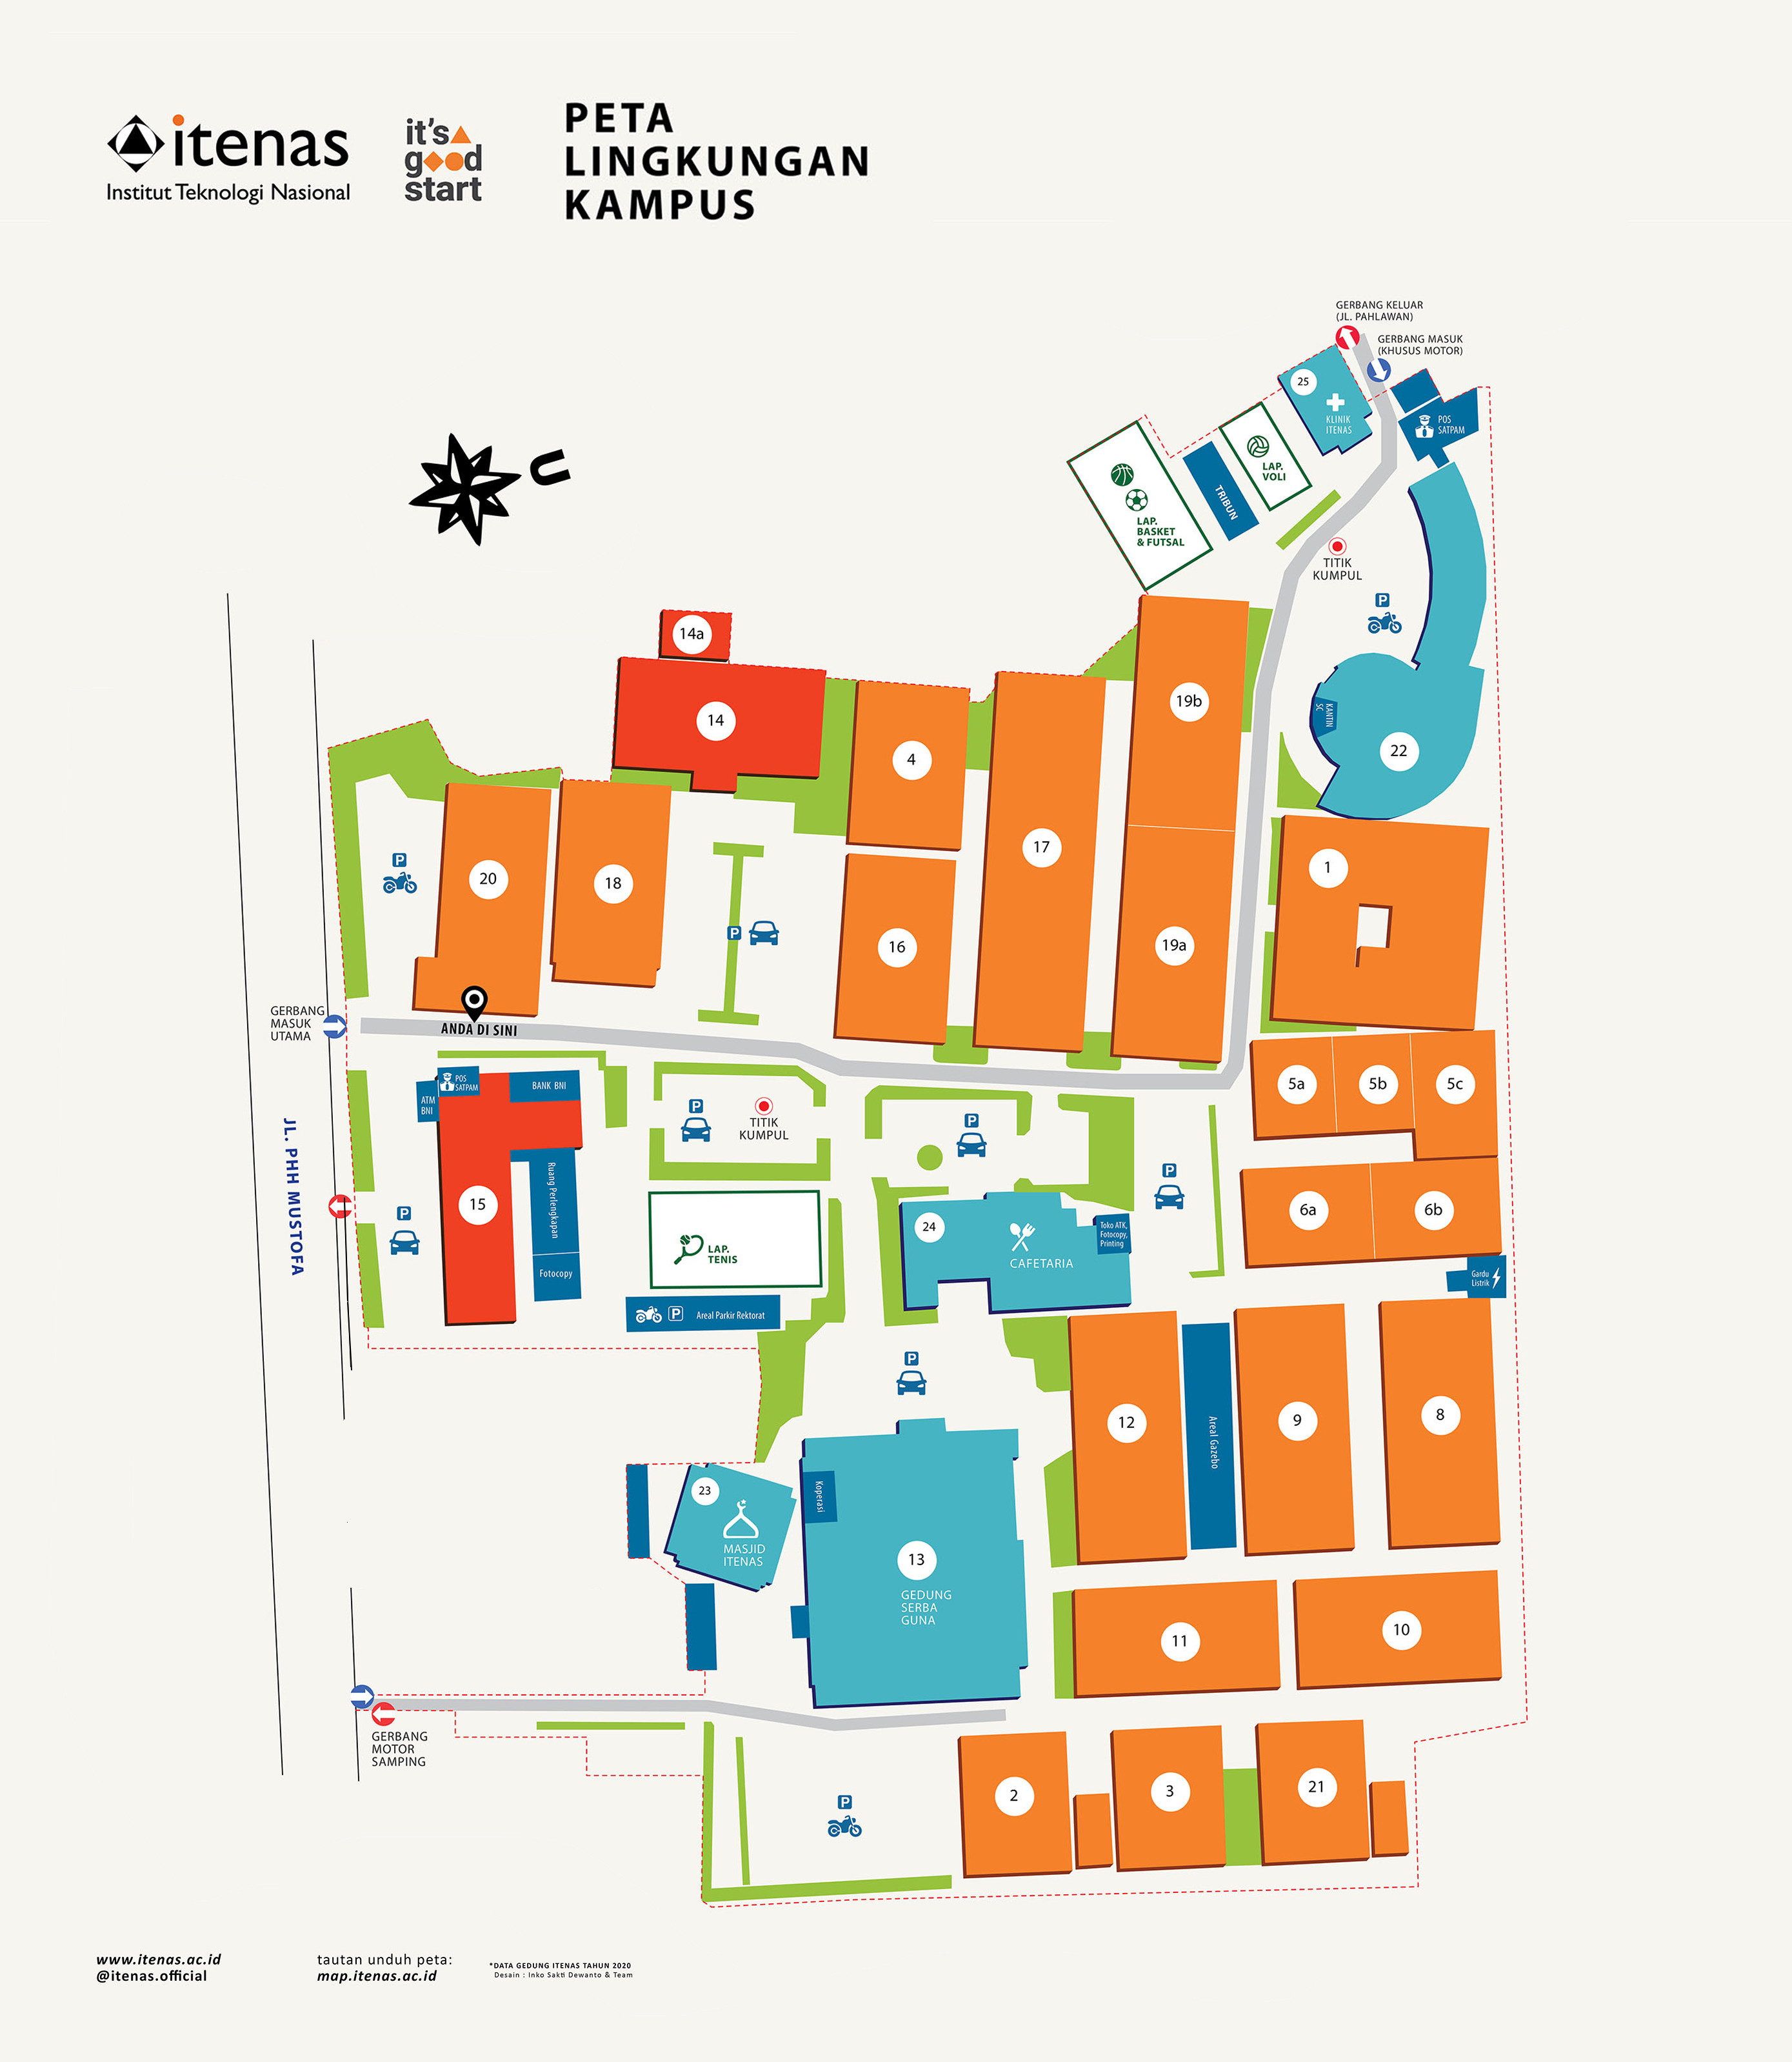 itenas
Institut Teknologi Nasional
it's
good
start
PETA
LINGKUNGAN
KAMPUS
GERBANG KELUAR
(JL. PAHLAWAN)
GERBANG MASUK
(KHUSUS MOTOR)
25
KLINIK
ITENAS
POS
SATPAM
U
LAP.
VOLI
TRIBUN
LAP.
BASKET
& FUTSAL
TITIK
KUMPUL
P
14a
14
19b
4
KANTIN
SC
22
17
1
P
20
18
P
16
19a
GERBANG
MASUK
UTAMA
ANDA DI SINI
POS
SATPAM
BANK BNI
ATM
BNI
P
TITIK
KUMPUL
P
5a
5b
5c
JL. PHH MUSTOFA
15
Ruang Perlengkapan
Fotocopy
P
LAP.
TENIS
P
Areal Parkir Rektorat
24
CAFETARIA
Toko ATK,
Fotocopy,
Printing
P
6a
6b
Gardu
Listrik
P
12
Areal Gazebo
9
8
23
MASJID
ITENAS
Koperasi
13
GEDUNG
SERBA
GUNA
11
10
GERBANG
MOTOR
SAMPING
P
2
3
21
www.itenas.ac.id
@itenas.official
tautan unduh peta:
map.itenas.ac.id
*DATA GEDUNG ITENAS TAHUN 2020
Desain : Inko Sakti Dewanto & Team